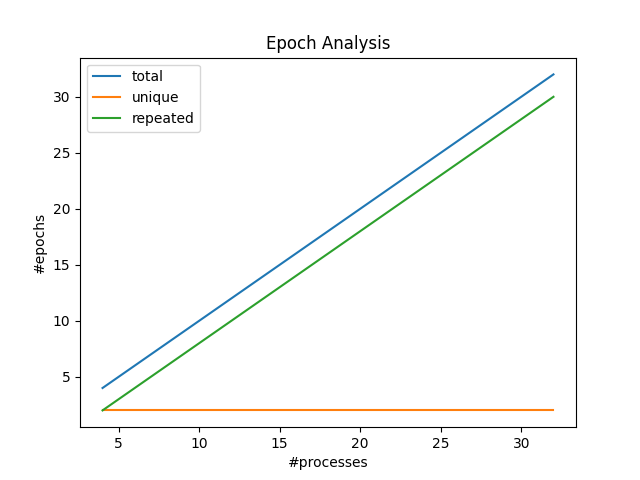 Epoch Analysis
total
unique
repeated
30
25
20
15
10
5
#epochs
5 10 15 20 25 30
#processes